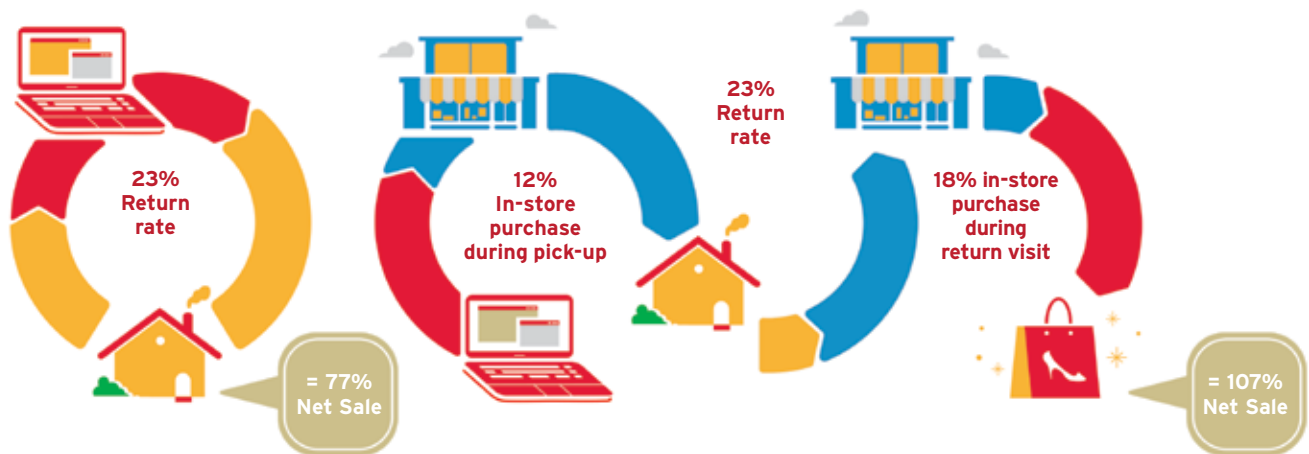 23%
Return
rate
= 77%
Net Sale
12%
In-store
purchase
during pick-up
23%
Return
rate
18% in-store
purchase
during
return visit
= 107%
Net Sale